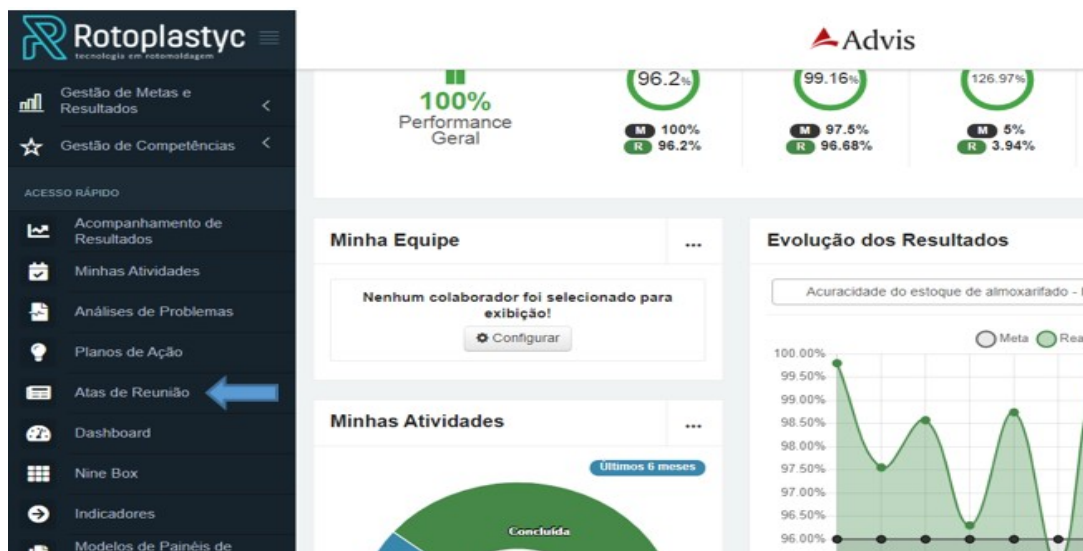 Rotoplastyc
tecnologia em rotomoldagem
Gestão de Metas e
Resultados
Gestão de Competências
ACESSO RÁPIDO
Acompanhamento de
Resultados
Minhas Atividades
Análises de Problemas
Planos de Ação
Atas de Reunião
Dashboard
Nine Box
Indicadores
Modelos de Painéis de
Advis
100%
Performance
Geral
96.2%
M 100%
R 96.2%
99.16%
M 97.5%
R 96.68%
126.97%
M 5%
R 3.94%
Minha Equipe
...
Nenhum colaborador foi selecionado para
exibição!
Configurar
Minhas Atividades
...
Últimos 6 meses
Concluída
Evolução dos Resultados
Acuracidade do estoque de almoxarifado -
Meta Rea
100.00%
99.50%
99.00%
98.50%
98.00%
97.50%
97.00%
96.50%
96.00%